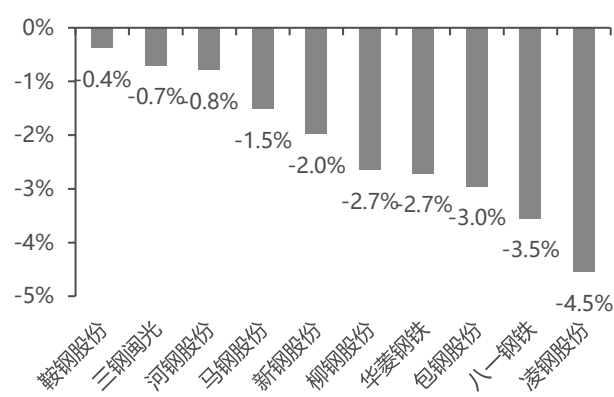 0%
-1%
-2%
-3%
-4%
-5%
-0.4%
-0.7%
-0.8%
-1.5%
-2.0%
-2.7%
-2.7%
-3.0%
-3.5%
-4.5%
鞍钢股份
三钢闽光
河钢股份
马钢股份
新钢股份
柳钢股份
华菱钢铁
包钢股份
八一钢铁
凌钢股份